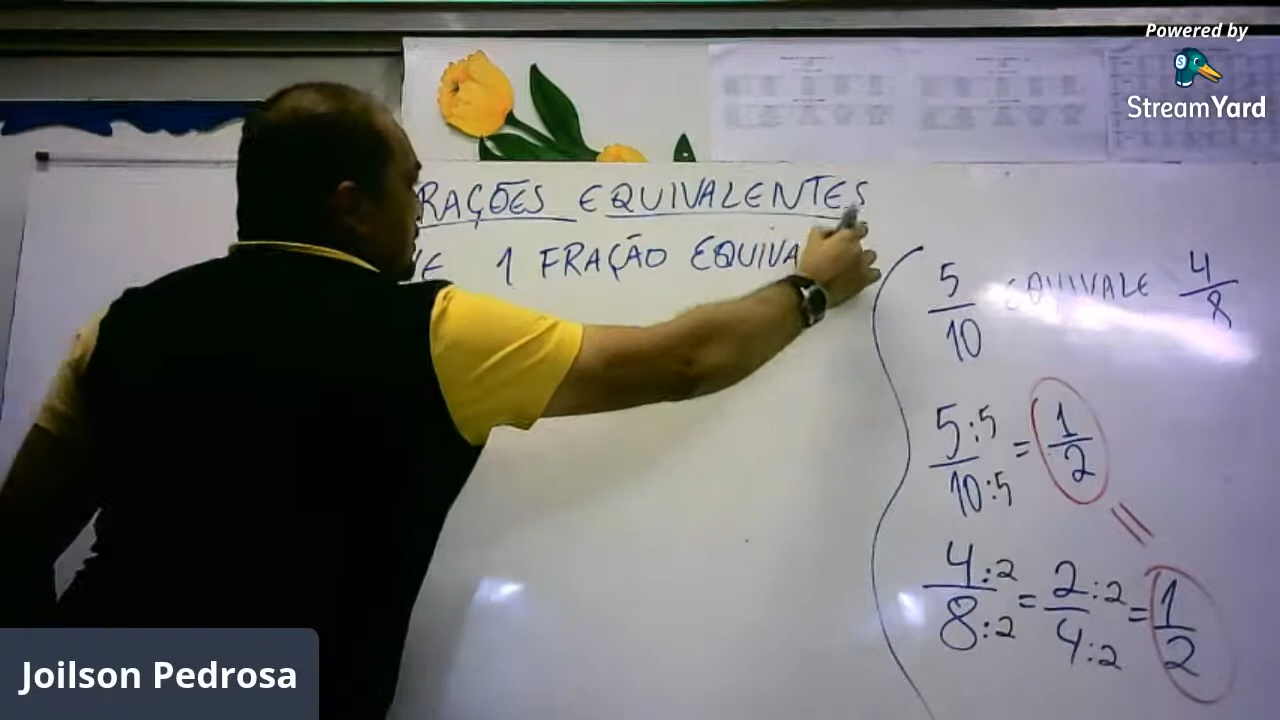 Powered by
StreamYard
RAÇÕES EQUIVALENTES
1 FRAÇÃO EQUIVA
5/10 EQUIVALE 4/8
5:5/10:5 = 1/2
=
4:2/8:2 = 2:2/4:2 = 1/2
Joilson Pedrosa